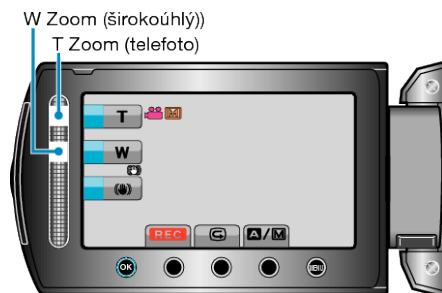 W Zoom (širokoúhlý))
T Zoom (telefoto)
T
M
W
REC
A/M
OK
MENU